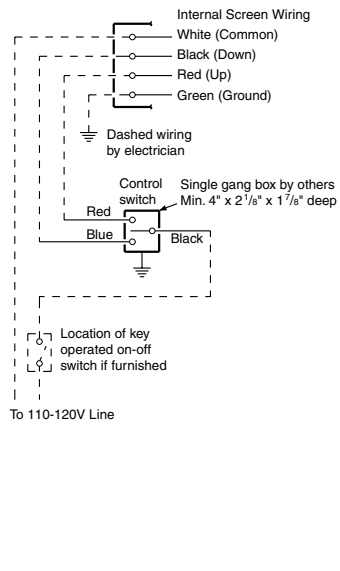 Internal Screen Wiring
White (Common)
Black (Down)
Red (Up)
Green (Ground)
Dashed wiring
by electrician
Control
switch
Single gang box by others
Min. 4" x 2 1/8" x 1 7/8" deep
Red
Blue
Black
Location of key
operated on-off
switch if furnished
To 110-120V Line